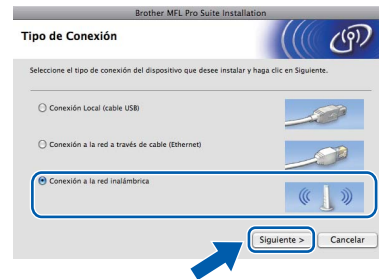 Brother MFL Pro Suite Installation
Tipo de Conexión
Seleccione el tipo de conexión del dispositivo que desee instalar y haga clic en Siguiente.
Conexión Local (cable USB)
Conexión a la red a través de cable (Ethernet)
Conexión a la red inalámbrica
Siguiente >
Cancelar